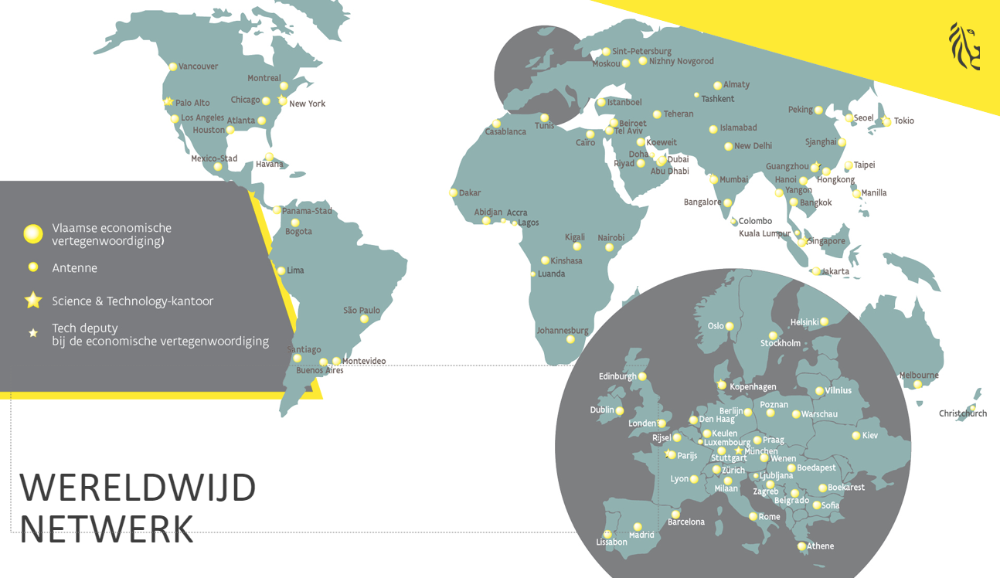 Vancouver
Montreal
Chicago
New York
Palo Alto
Los Angeles
Atlanta
Houston
Mexico-Stad
Havana
Panama-Stad
Bogota
Lima
São Paulo
Santiago
Montevideo
Buenos Aires
Sint-Petersburg
Moskou
Nizhny Novgorod
Almaty
Tashkent
Istanboel
Teheran
Peking
Seoel
Tokio
Casablanca
Tunis
Beiroet
Tel Aviv
Caïro
Islamabad
Koeweit
New Delhi
Sjanghai
Doha
Dubai
Riyad
Abu Dhabi
Guangzhou
Taipei
Mumbai
Hanoi
Hongkong
Yangon
Manilla
Dakar
Bangalore
Bangkok
Abidjan
Accra
Lagos
Colombo
Kuala Lumpur
Singapore
Kigali
Nairobi
Kinshasa
Luanda
Jakarta
Johannesburg
Melbourne
Christchurch
Vlaamse economische
vertegenwoordiging)
Antenne
Science & Technology-kantoor
Tech deputy
bij de economische vertegenwoordiging
Oslo
Helsinki
Stockholm
Edinburgh
Kopenhagen
Vilnius
Dublin
Berlijn
Poznan
Warschau
Londen
Den Haag
Rijsel
Keulen
Luxembourg
Praag
Kiev
Parijs
Stuttgart
München
Wenen
Zürich
Boedapest
Lyon
Milaan
Ljubljana
Zagreb
Boekarest
Belgrado
Sofia
Barcelona
Rome
Madrid
Lissabon
Athene
WERELDWIJD
NETWERK